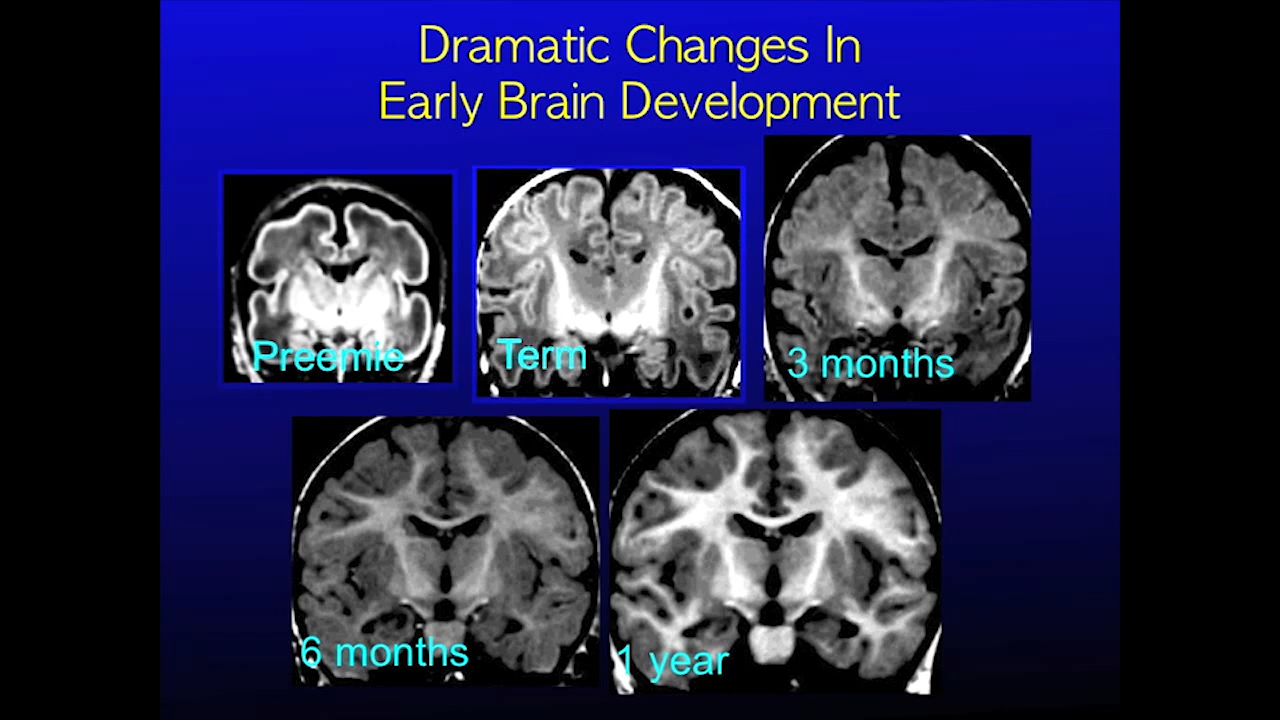 Dramatic Changes In
Early Brain Development
Preemie
Term
3 months
6 months
1 year